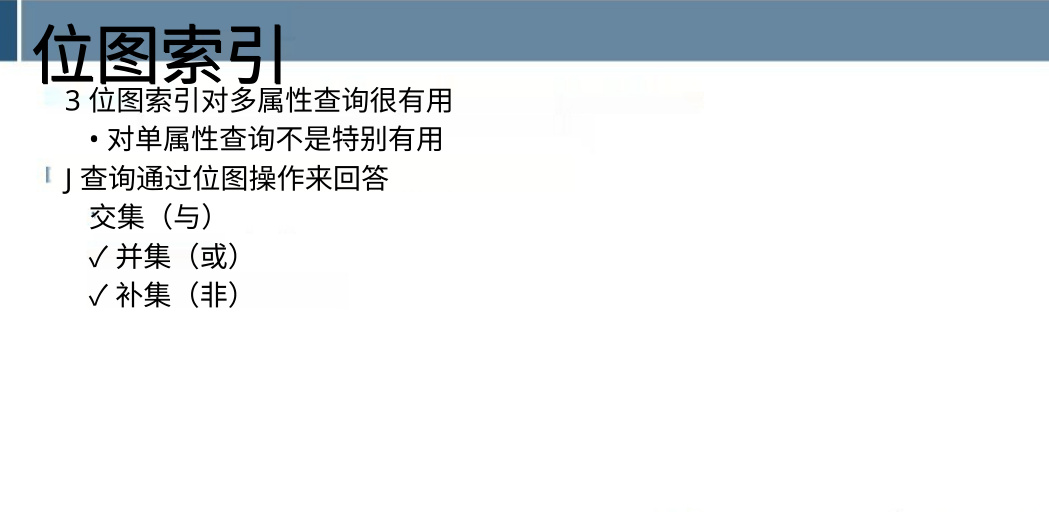 位图索引
3 位图索引对多属性查询很有用
• 对单属性查询不是特别有用
J 查询通过位图操作来回答
交集（与）
✓ 并集（或）
✓ 补集（非）